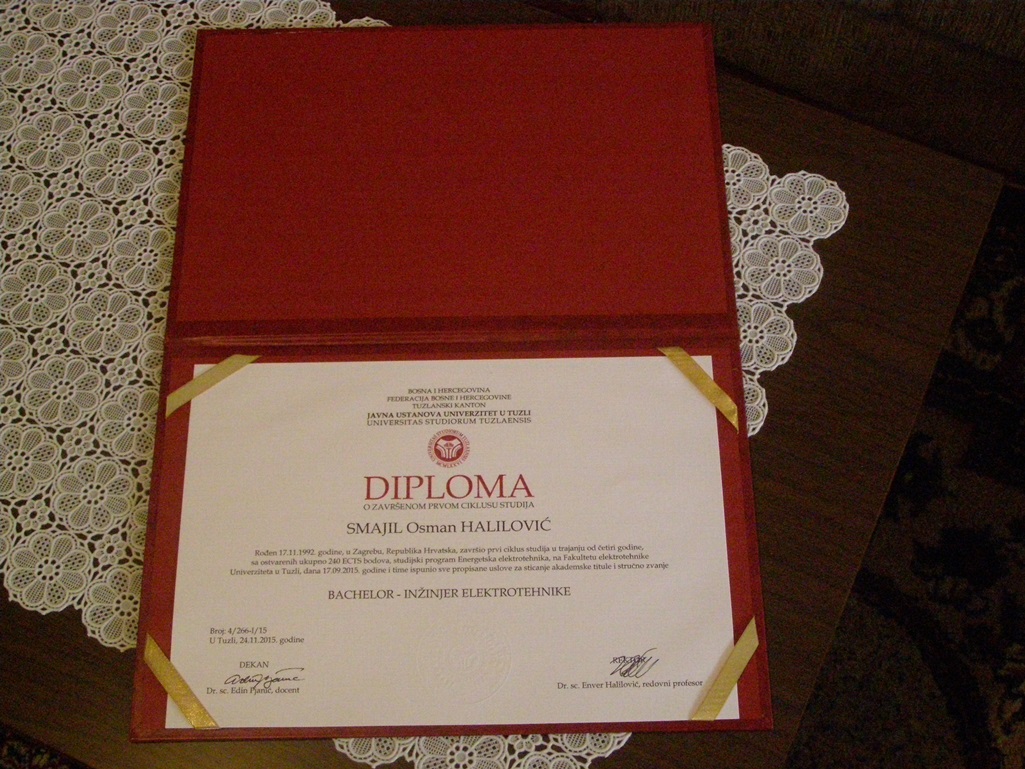 BOSNA I HERCEGOVINA
FEDERACIJA BOSNE I HERCEGOVINE
TUZLANSKI KANTON
JAVNA USTANOVA UNIVERZITET U TUZLI
UNIVERSITAS STUDIORUM TUZLAENSIS
DIPLOMA
O ZAVRŠENOM PRVOM CIKLUSU STUDIJA
SMAJIL Osman HALILOVIĆ
Rođen 17.11.1992. godine, u Zagrebu, Republika Hrvatska, završio prvi ciklus studija u trajanju od četiri godine,
sa ostvarenih ukupno 240 ECTS bodova, studijski program Energetska elektrotehnika, na Fakultetu elektrotehnike
Univerziteta u Tuzli, dana 17.09.2015. godine i time ispunio sve propisane uslove za sticanje akademske titule i stručno zvanje
BACHELOR - INŽINJER ELEKTROTEHNIKE
Broj: 4/266-I/15
U Tuzli, 24.11.2015. godine
DEKAN
Dr. sc. Edin Pjanić, docent
REKTOR
Dr. sc. Enver Halilović, redovni profesor